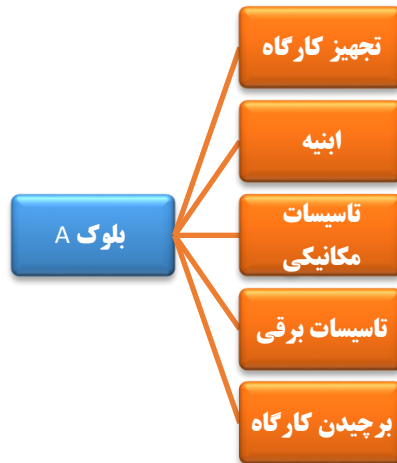 تجهیز کارگاه
ابنیه
تاسیسات
مکانیکی
بلوک A
تاسیسات برقی
برچیدن کارگاه